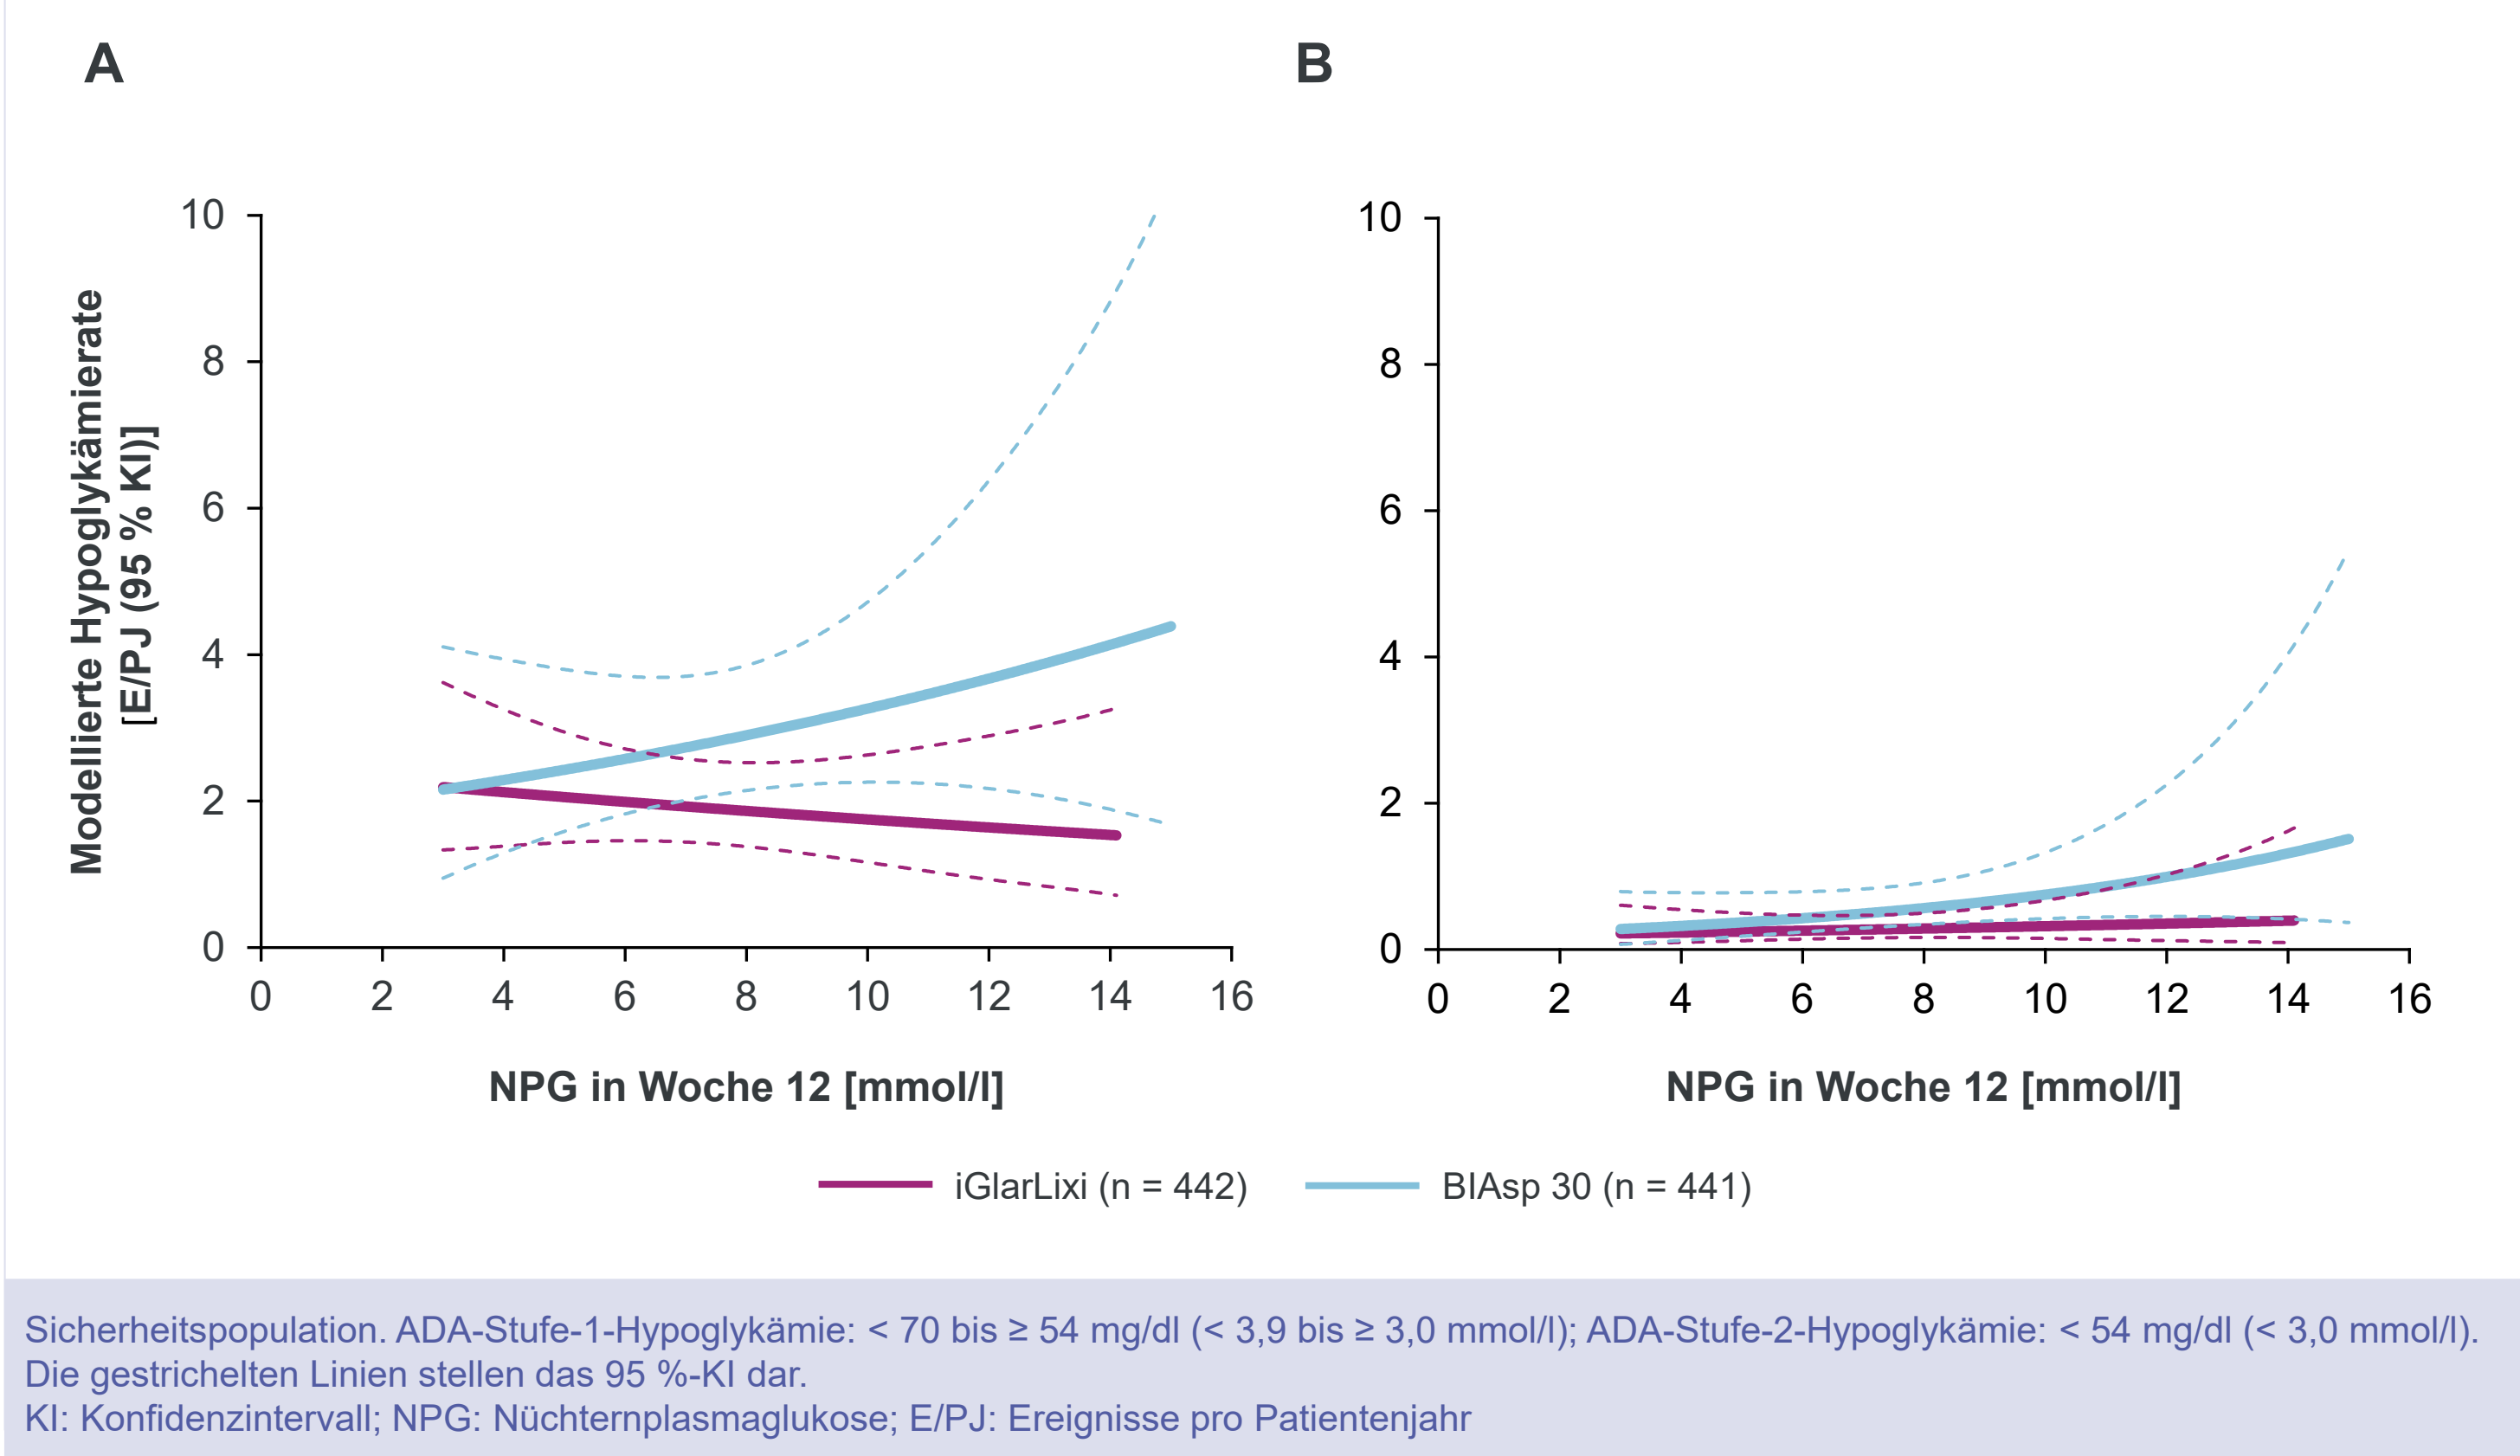 A
B
Modellierte Hypoglykämierate
[E/PJ (95 % KI)]
10
8
6
4
2
0
0 2 4 6 8 10 12 14 16
NPG in Woche 12 [mmol/l]
10
8
6
4
2
0
0 2 4 6 8 10 12 14 16
NPG in Woche 12 [mmol/l]
iGlarLixi (n = 442) BIAsp 30 (n = 441)
Sicherheitspopulation. ADA-Stufe-1-Hypoglykämie: < 70 bis ≥ 54 mg/dl (< 3,9 bis ≥ 3,0 mmol/l); ADA-Stufe-2-Hypoglykämie: < 54 mg/dl (< 3,0 mmol/l).
Die gestrichelten Linien stellen das 95 %-KI dar.
KI: Konfidenzintervall; NPG: Nüchternplasmaglukose; E/PJ: Ereignisse pro Patientenjahr